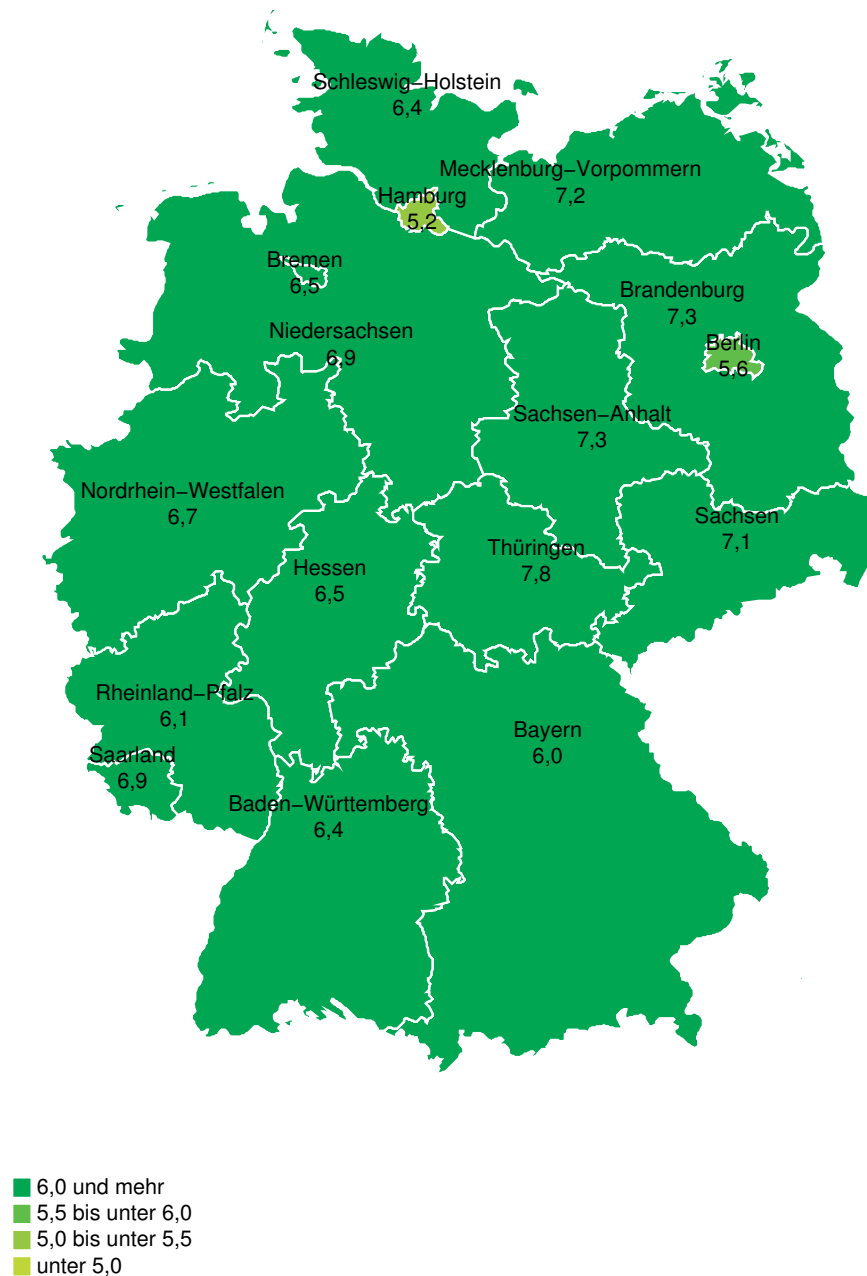 Schleswig–Holstein
6,4
Mecklenburg–Vorpommern
7,2
Hamburg
5,2
Bremen
6,5
Brandenburg
7,3
Niedersachsen
6,9
Berlin
5,6
Sachsen–Anhalt
7,3
Nordrhein–Westfalen
6,7
Sachsen
7,1
Thüringen
7,8
Hessen
6,5
Rheinland–Pfalz
6,1
Bayern
6,0
Saarland
6,9
Baden–Württemberg
6,4
6,0 und mehr
5,5 bis unter 6,0
5,0 bis unter 5,5
unter 5,0